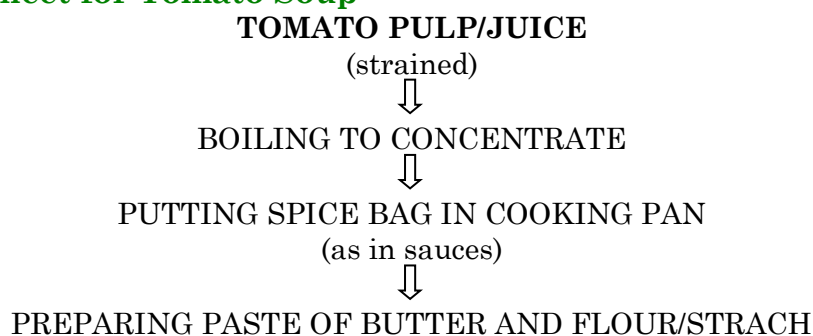 for Tomato Soup
TOMATO PULP/JUICE
(strained)
BOILING TO CONCENTRATE
PUTTING SPICE BAG IN COOKING PAN
(as in sauces)
PREPARING PASTE OF BUTTER AND FLOUR/STRACH